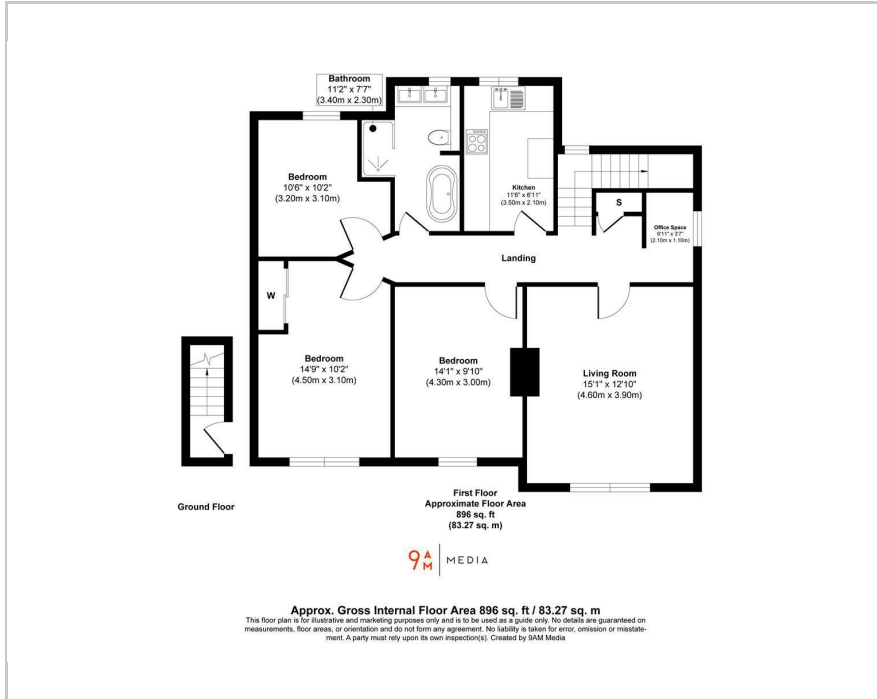 Bathroom
11'2" x 7'7"
(3.40m x 2.30m)
Bedroom
10'6" x 10'2"
(3.20m x 3.10m)
Kitchen
11'6" x 6'11"
(3.50m x 2.10m)
S
Office Space
6'11" x 3'7"
(2.10m x 1.10m)
Landing
W
Bedroom
14'9" x 10'2"
(4.50m x 3.10m)
Bedroom
14'1" x 9'10"
(4.30m x 3.00m)
Living Room
15'1" x 12'10"
(4.60m x 3.90m)
Ground Floor
First Floor
Approximate Floor Area
896 sq. ft
(83.27 sq. m)
9AM MEDIA
Approx. Gross Internal Floor Area 896 sq. ft / 83.27 sq. m
This floor plan is for illustrative and marketing purposes only and is to be used as a guide only. No details are guaranteed on
measurements, floor areas, or orientation and do not form any agreement. No liability is taken for error, omission or misstate-
ment. A party must rely upon its own inspection(s). Created by 9AM Media